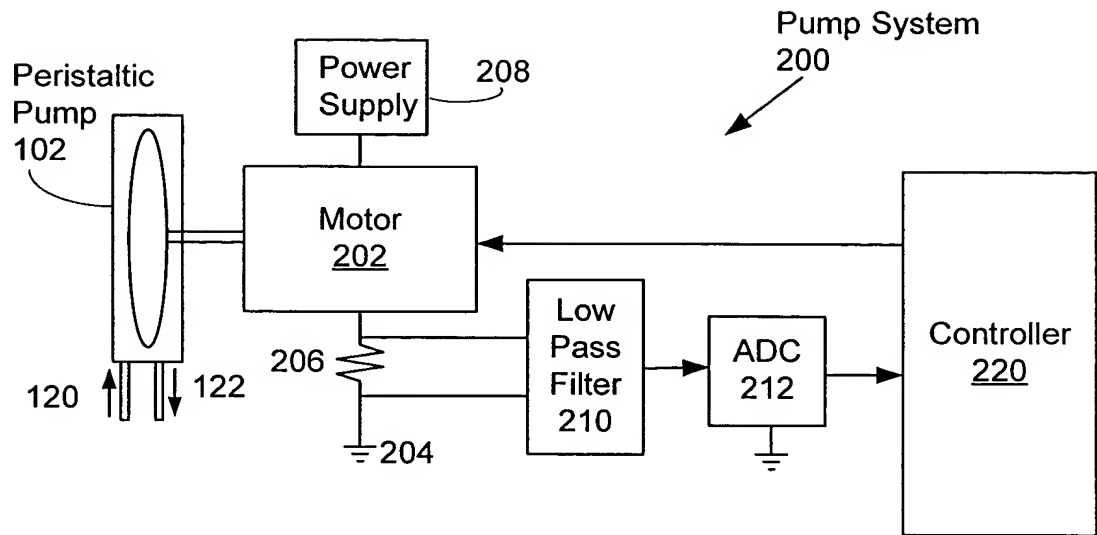 Pump System
200
Peristaltic
Pump
102
Power
Supply
208
Motor
202
Low
Pass
Filter
210
ADC
212
Controller
220
206
204
120
122